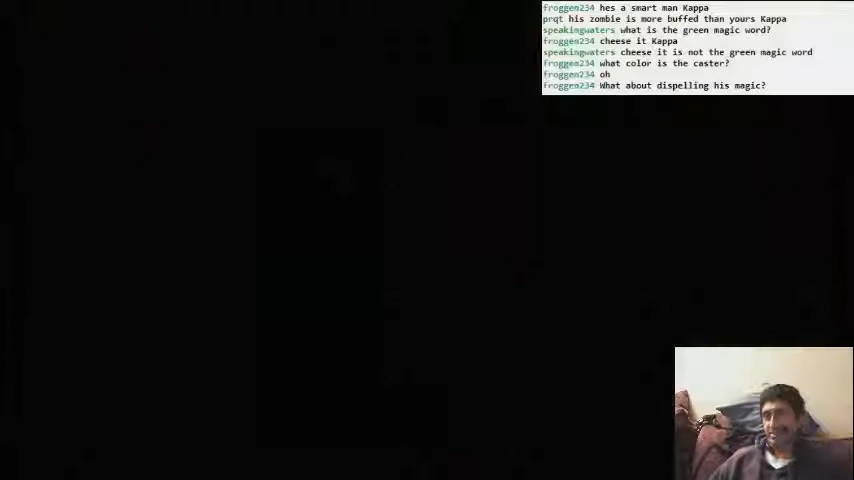 froggen234 hes a smart man Kappa
prqt his zombie is more buffed than yours Kappa
speakingwaters what is the green magic word?
froggen234 cheese it Kappa
speakingwaters cheese it is not the green magic word
froggen234 what color is the caster?
froggen234 oh
froggen234 What about dispelling his magic?